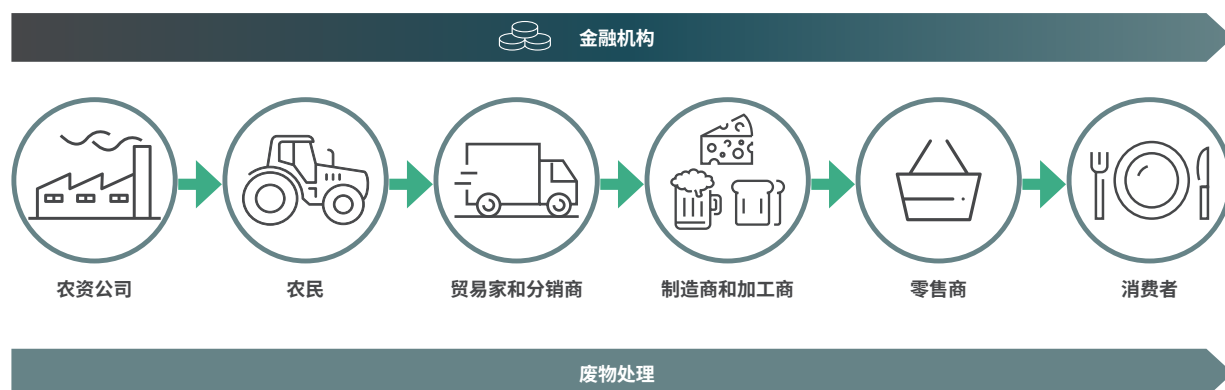 金融机构
农资公司
农民
贸易家和分销商
制造商和加工商
零售商
消费者
废物处理